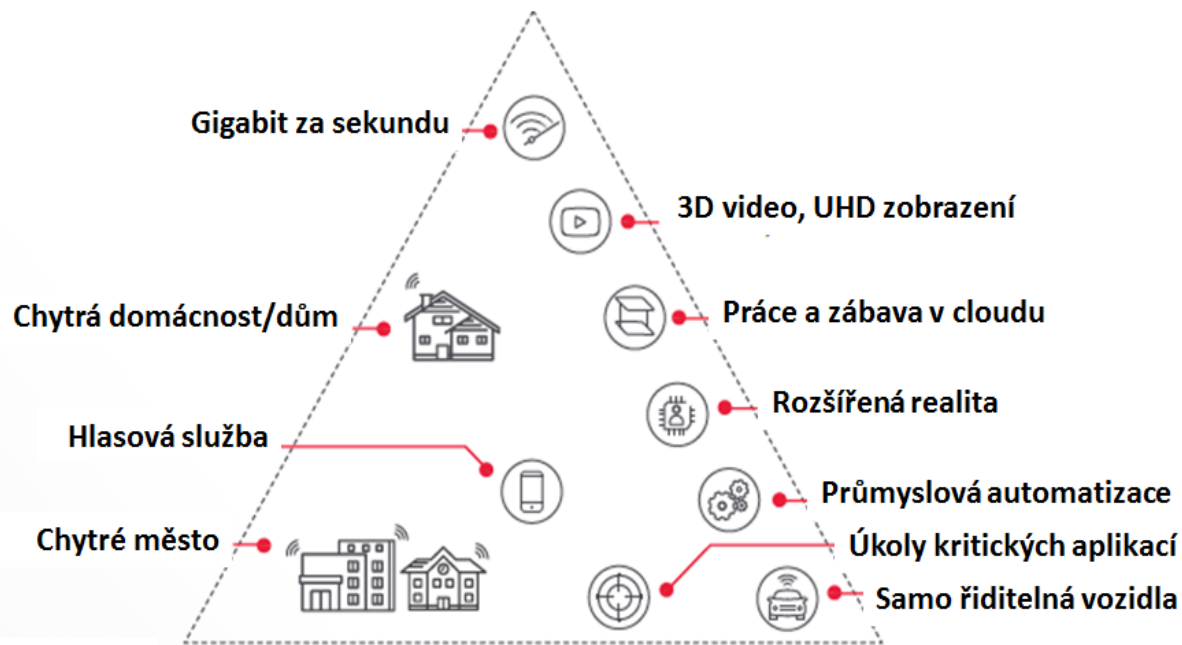 Gigabit za sekundu
3D video, UHD zobrazení
Chytrá domácnost/dům
Práce a zábava v cloudu
Rozšířená realita
Hlasová služba
Průmyslová automatizace
Chytré město
Úkoly kritických aplikací
Samo řiditelná vozidla